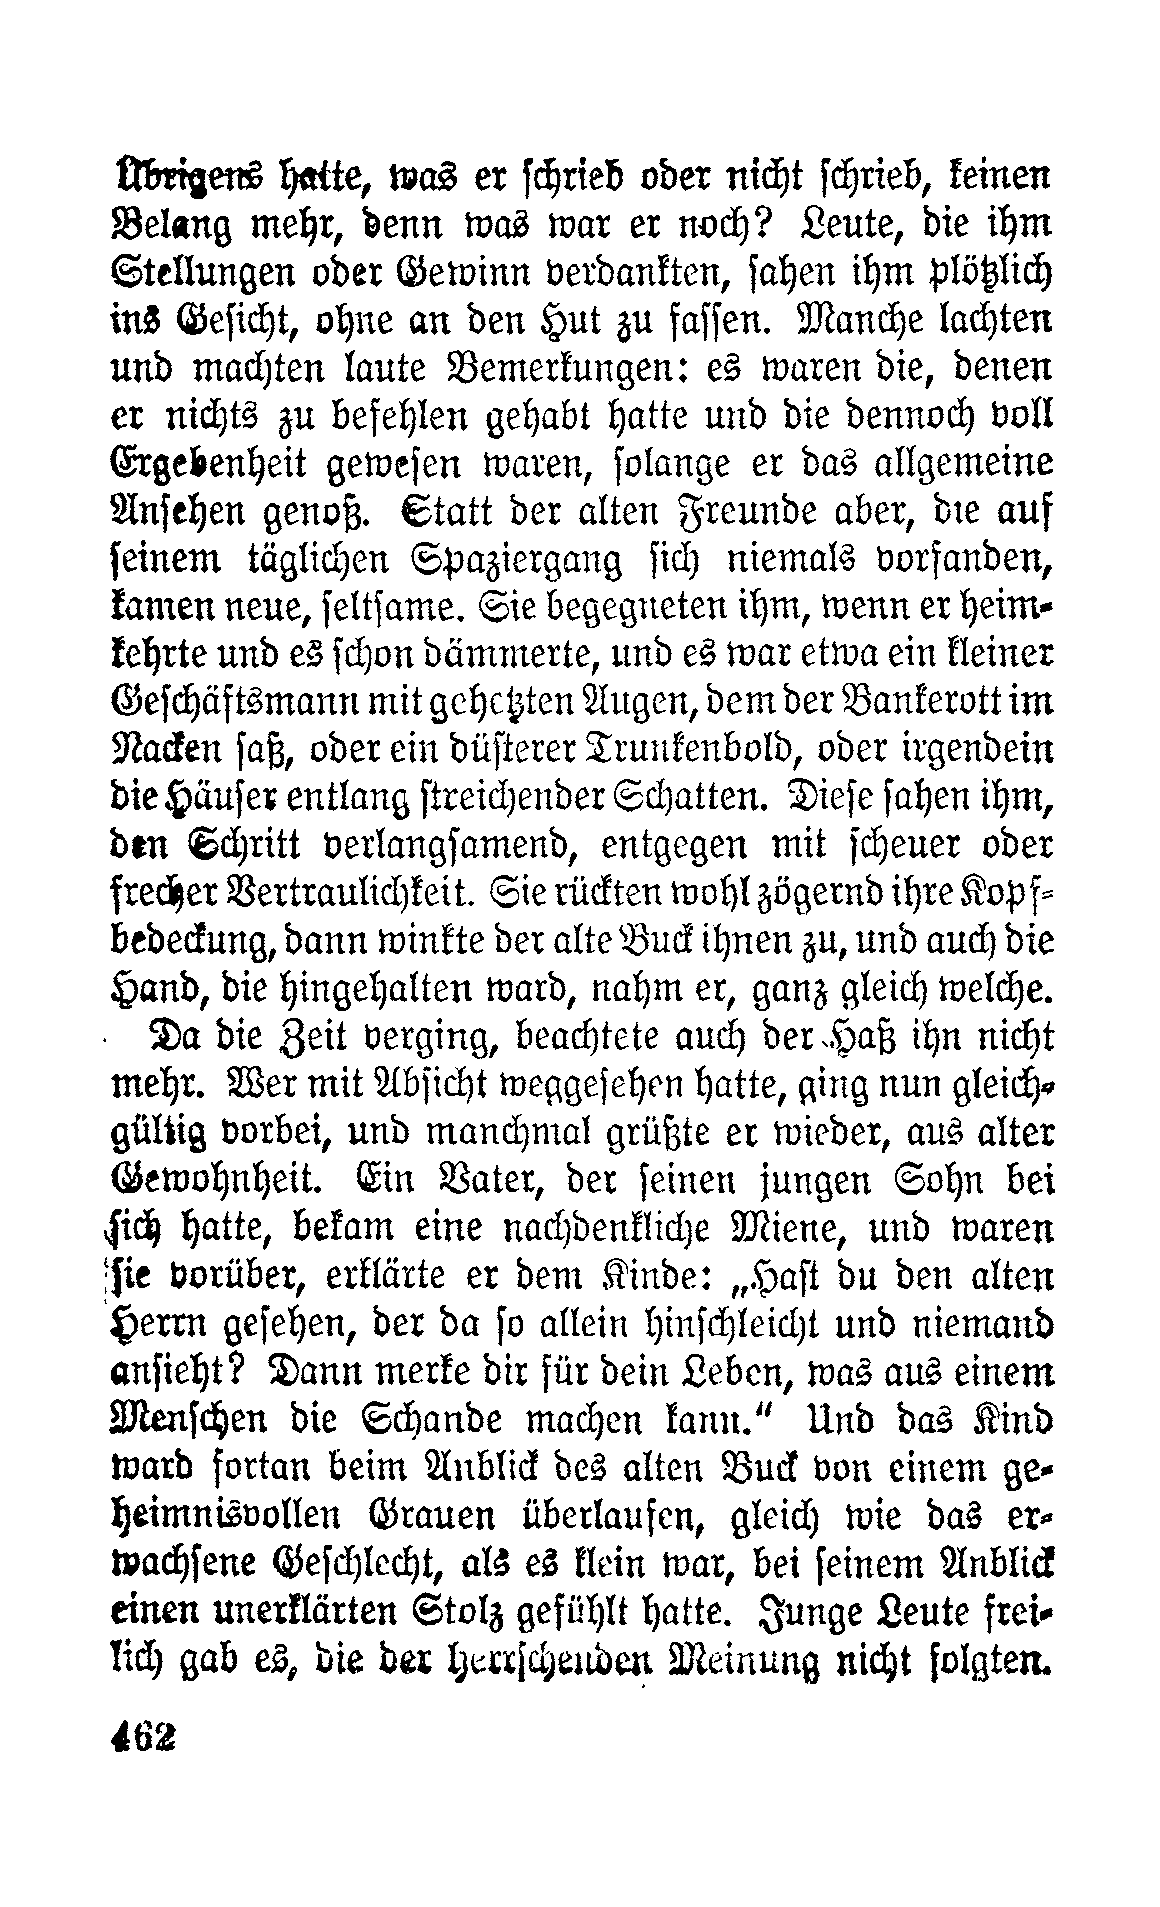 Übrigens hatte, was er schrieb oder nicht schrieb, keinen
Belang mehr, denn was war er noch? Leute, die ihm
Stellungen oder Gewinn verdankten, sahen ihm plötzlich
ins Gesicht, ohne an den Hut zu fassen. Manche lachten
und machten laute Bemerkungen: es waren die, denen
er nichts zu befehlen gehabt hatte und die dennoch voll
Ergebenheit gewesen waren, solange er das allgemeine
Ansehen genoß. Statt der alten Freunde aber, die auf
seinem täglichen Spaziergang sich niemals vorfanden,
kamen neue, seltsame. Sie begegneten ihm, wenn er heim-
kehrte und es schon dämmerte, und es war etwa ein kleiner
Geschäftsmann mit gehetzten Augen, dem der Bankerott im
Nacken saß, oder ein düsterer Trunkenbold, oder irgendein
die Häuser entlang streichender Schatten. Diese sahen ihm,
den Schritt verlangsamend, entgegen mit scheuer oder
frecher Vertraulichkeit. Sie rückten wohl zögernd ihre Kopf-
bedeckung, dann winkte der alte Buck ihnen zu, und auch die
Hand, die hingehalten ward, nahm er, ganz gleich welche.
Da die Zeit verging, beachtete auch der Haß ihn nicht
mehr. Wer mit Absicht weggesehen hatte, ging nun gleich-
gültig vorbei, und manchmal grüßte er wieder, aus alter
Gewohnheit. Ein Vater, der seinen jungen Sohn bei
sich hatte, bekam eine nachdenkliche Miene, und waren
sie vorüber, erklärte er dem Kinde: „Hast du den alten
Herrn gesehen, der da so allein hinschleicht und niemand
ansieht? Dann merke dir für dein Leben, was aus einem
Menschen die Schande machen kann.“ Und das Kind
ward fortan beim Anblick des alten Buck von einem ge-
heimnisvollen Grauen überlaufen, gleich wie das er-
wachsene Geschlecht, als es klein war, bei seinem Anblick
einen unerklärten Stolz gefühlt hatte. Junge Leute frei-
lich gab es, die der herrschenden Meinung nicht folgten.
462